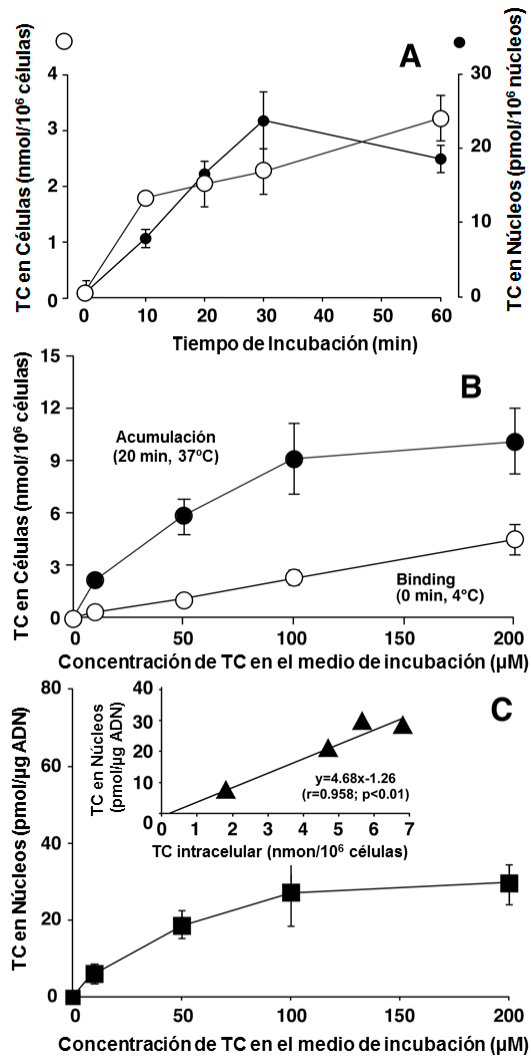 A
TC en Células (nmol/10⁶ células)
4
3
2
1
0
TC en Núcleos (pmol/10⁶ núcleos)
30
20
10
0
0 10 20 30 40 50 60
Tiempo de Incubación (min)
B
TC en Células (nmol/10⁶ células)
15
12
9
6
3
0
Acumulación
(20 min, 37ºC)
Binding
(0 min, 4°C)
0 50 100 150 200
Concentración de TC en el medio de incubación (µM)
C
TC en Núcleos (pmol/µg ADN)
80
60
40
20
0
TC en Núcleos
(pmol/µg ADN)
40
30
20
10
0 1 2 3 4 5 6 7
y=4.68x-1.26
(r=0.958; p<0.01)
TC intracelular (nmon/10⁶ células)
0 50 100 150 200
Concentración de TC en el medio de incubación (µM)